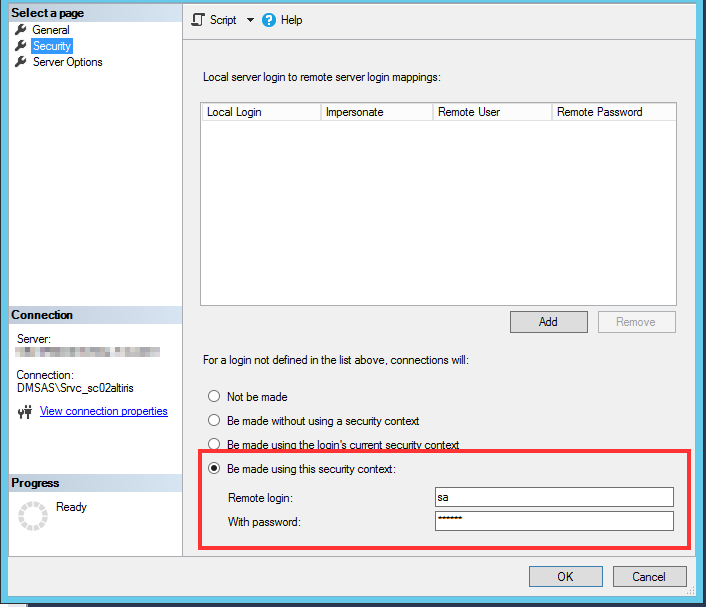 Select a page
General
Security
Server Options
Script Help
Local server login to remote server login mappings:
Local Login Impersonate Remote User Remote Password
Add Remove
For a login not defined in the list above, connections will:
Not be made
Be made without using a security context
Be made using the login's current security context
Be made using this security context:
Remote login: sa
With password: ******
Connection
Server:
Connection:
DMSAS\Srvc_sc02altiris
View connection properties
Progress
Ready
OK Cancel